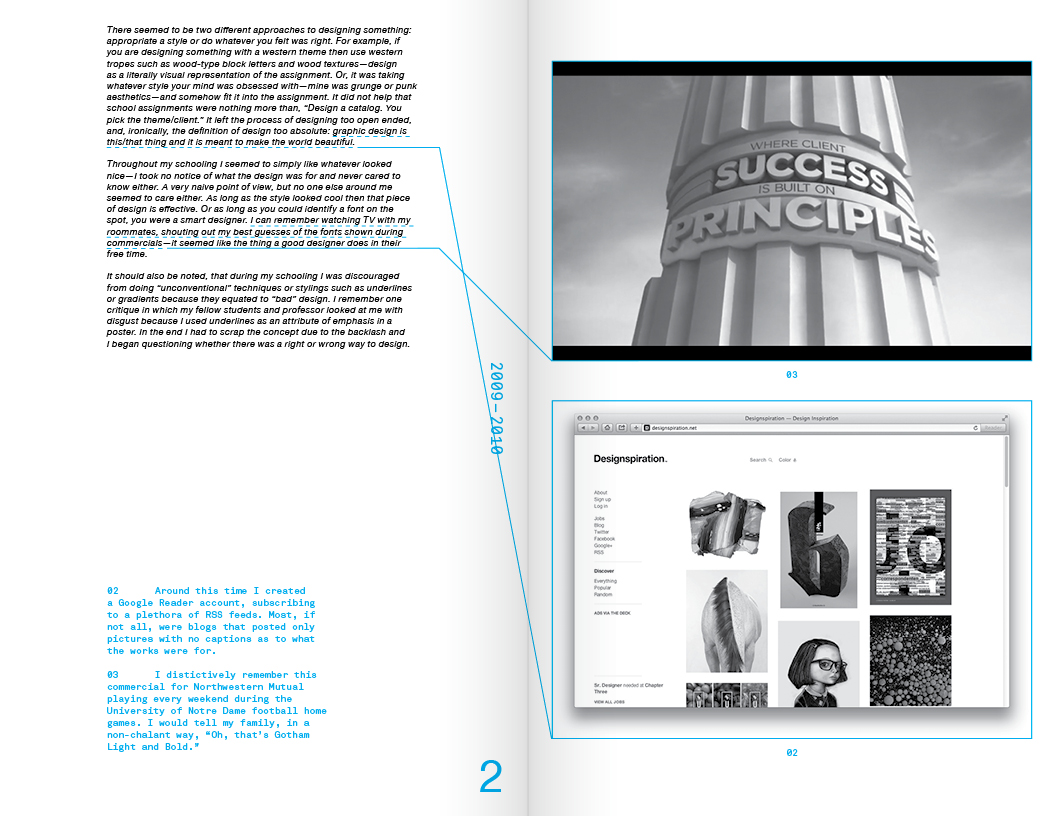 There seemed to be two different approaches to designing something:
appropriate a style or do whatever you felt was right. For example, if
you are designing something with a western theme then use western
tropes such as wood-type block letters and wood textures—design
as a literally visual representation of the assignment. Or, it was taking
whatever style your mind was obsessed with—mine was grunge or punk
aesthetics—and somehow fit it into the assignment. It did not help that
school assignments were nothing more than, “Design a catalog. You
pick the theme/client.” It left the process of designing too open ended,
and, ironically, the definition of design too absolute: graphic design is
this/that thing and it is meant to make the world beautiful.
Throughout my schooling I seemed to simply like whatever looked
nice—I took no notice of what the design was for and never cared to
know either. A very naive point of view, but no one else around me
seemed to care either. As long as the style looked cool then that piece
of design is effective. Or as long as you could identify a font on the
spot, you were a smart designer. I can remember watching TV with my
roommates, shouting out my best guesses of the fonts shown during
commercials—it seemed like the thing a good designer does in their
free time.
It should also be noted, that during my schooling I was discouraged
from doing “unconventional” techniques or stylings such as underlines
or gradients because they equated to “bad” design. I remember one
critique in which my fellow students and professor looked at me with
disgust because I used underlines as an attribute of emphasis in a
poster. In the end I had to scrap the concept due to the backlash and
I began questioning whether there was a right or wrong way to design.
2009–2010
02 Around this time I created
a Google Reader account, subscribing
to a plethora of RSS feeds. Most, if
not all, were blogs that posted only
pictures with no captions as to what
the works were for.
03 I distictively remember this
commercial for Northwestern Mutual
playing every weekend during the
University of Notre Dame football home
games. I would tell my family, in a
non-chalant way, “Oh, that’s Gotham
Light and Bold.”
2
WHERE CLIENT
SUCCESS
IS BUILT ON
PRINCIPLES
03
Designspiration — Design Inspiration
designspiration.net
Reader
Designspiration.
Search
Color
About
Sign up
Log in
Jobs
Blog
Twitter
Facebook
Google+
RSS
Discover
Everything
Popular
Random
ADS VIA THE DECK
Sr. Designer needed at Chapter
Three
VIEW ALL JOBS
02